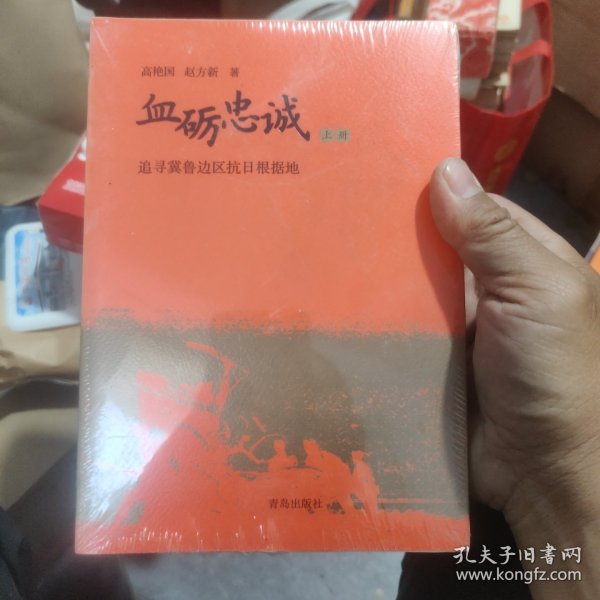 高艳国 赵方新 著
血砺忠诚 上册
追寻冀鲁边区抗日根据地
青岛出版社
孔夫子旧書网
www.kongfz.com